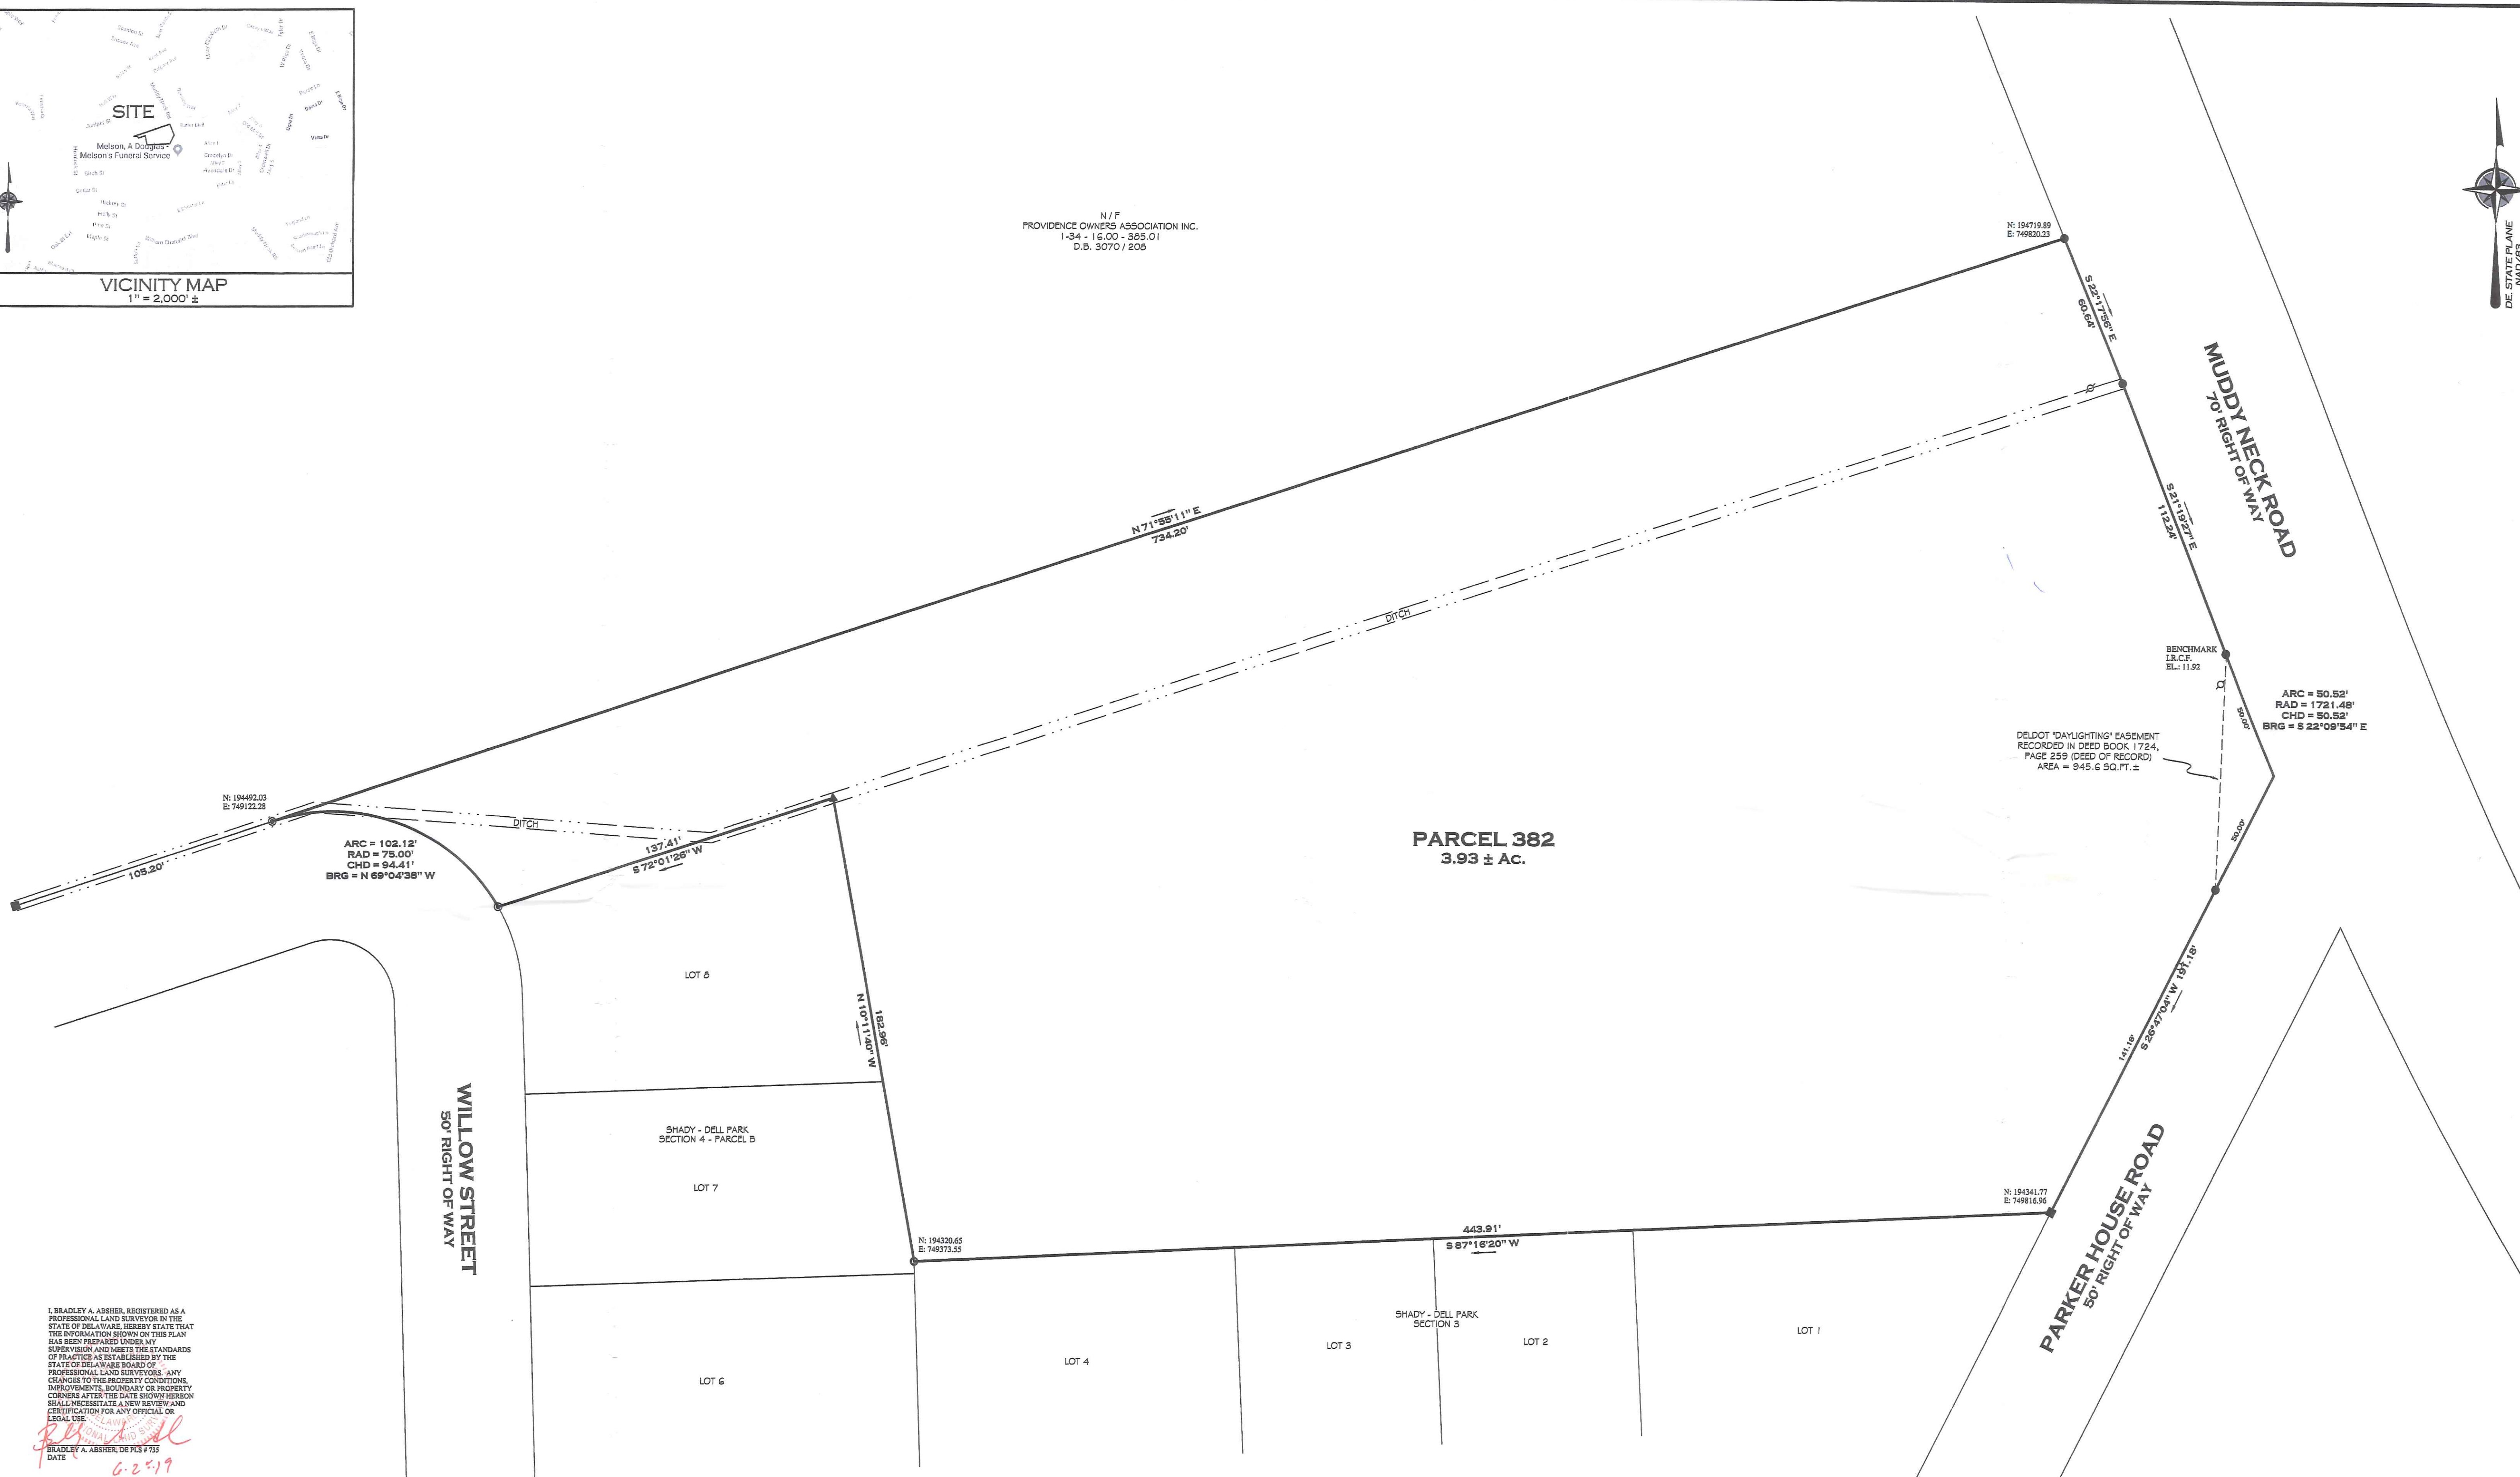 SITE
Melson, A Douglas -
Melson's Funeral Service
VICINITY MAP
1" = 2,000' ±
N / F
PROVIDENCE OWNERS ASSOCIATION INC.
1-34 - 16.00 - 385.01
D.B. 3070 / 208
N: 194719.89
E: 749820.23
DE. STATE PLANE
NAD/83
S 22°17'56" E
60.64'
MUDDY NECK ROAD
70' RIGHT OF WAY
S 21°19'27" E
112.24'
N 71°55'11" E
734.20'
DITCH
BENCHMARK
I.R.C.F.
EL.: 11.92
ARC = 50.52'
RAD = 1721.48'
CHD = 50.52'
BRG = S 22°09'54" E
50.00'
DELDOT "DAYLIGHTING" EASEMENT
RECORDED IN DEED BOOK 1724,
PAGE 259 (DEED OF RECORD)
AREA = 945.6 SQ.FT.±
50.00'
N: 194492.03
E: 749122.28
DITCH
ARC = 102.12'
RAD = 75.00'
CHD = 94.41'
BRG = N 69°04'38" W
105.20'
137.41'
S 72°01'26" W
PARCEL 382
3.93 ± Ac.
LOT 8
182.96'
N 10°11'40" W
191.18'
S 26°47'04" W
141.18'
WILLOW STREET
50' RIGHT OF WAY
SHADY - DELL PARK
SECTION 4 - PARCEL B
LOT 7
N: 194320.65
E: 749373.55
443.91'
S 87°16'20" W
N: 194341.77
E: 749816.96
PARKER HOUSE ROAD
50' RIGHT OF WAY
SHADY - DELL PARK
SECTION 3
LOT 1
LOT 2
LOT 3
LOT 4
LOT 6
I, BRADLEY A. ABSHER, REGISTERED AS A
PROFESSIONAL LAND SURVEYOR IN THE
STATE OF DELAWARE, HEREBY STATE THAT
THE INFORMATION SHOWN ON THIS PLAN
HAS BEEN PREPARED UNDER MY
SUPERVISION AND MEETS THE STANDARDS
OF PRACTICE AS ESTABLISHED BY THE
STATE OF DELAWARE BOARD OF
PROFESSIONAL LAND SURVEYORS. ANY
CHANGES TO THE PROPERTY CONDITIONS,
IMPROVEMENTS, BOUNDARY OR PROPERTY
CORNERS AFTER THE DATE SHOWN HEREON
SHALL NECESSITATE A NEW REVIEW AND
CERTIFICATION FOR ANY OFFICIAL OR
LEGAL USE.
BRADLEY A. ABSHER, DE PLS # 735
DATE